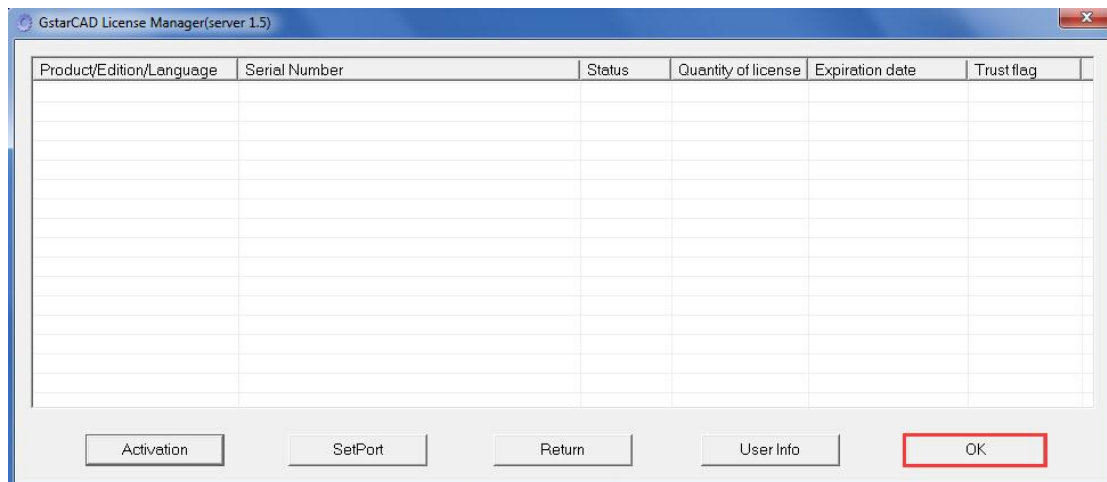 GstarCAD License Manager(server 1.5)
Product/Edition/Language Serial Number Status Quantity of license Expiration date Trust flag
Activation SetPort Return User Info OK